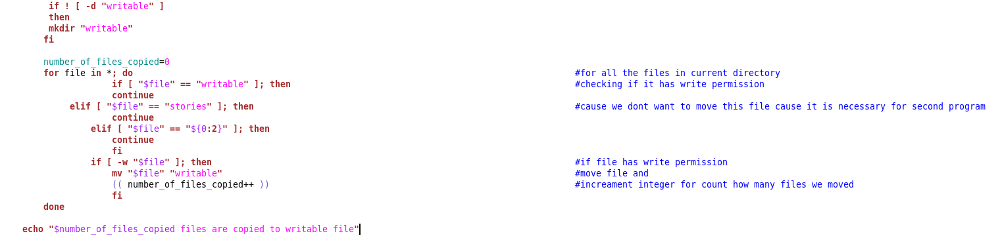 if ! [ -d "writable" ]
then
mkdir "writable"
fi
number_of_files_copied=0
for file in *; do #for all the files in current directory
if [ "$file" == "writable" ]; then #checking if it has write permission
continue
elif [ "$file" == "stories" ]; then #cause we dont want to move this file cause it is necessary for second program
continue
elif [ "$file" == "${0:2}" ]; then
continue
fi
if [ -w "$file" ]; then #if file has write permission
mv "$file" "writable" #move file and
(( number_of_files_copied++ )) #increament integer for count how many files we moved
fi
done
echo "$number_of_files_copied files are copied to writable file"